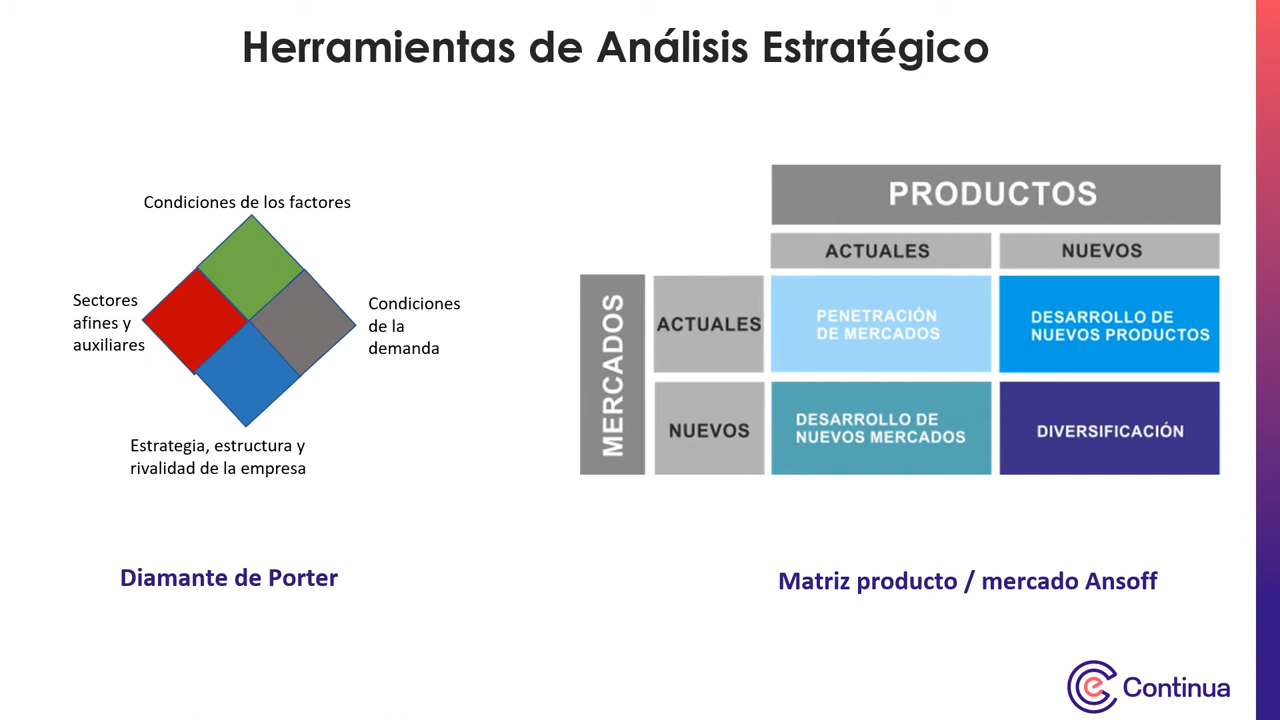 Herramientas de Análisis Estratégico
Condiciones de los factores
Sectores
afines y
auxiliares
Condiciones
de la
demanda
Estrategia, estructura y
rivalidad de la empresa
Diamante de Porter
PRODUCTOS
ACTUALES
NUEVOS
MERCADOS
ACTUALES
PENETRACIÓN
DE MERCADOS
DESARROLLO DE
NUEVOS PRODUCTOS
NUEVOS
DESARROLLO DE
NUEVOS MERCADOS
DIVERSIFICACIÓN
Matriz producto / mercado Ansoff
Continua